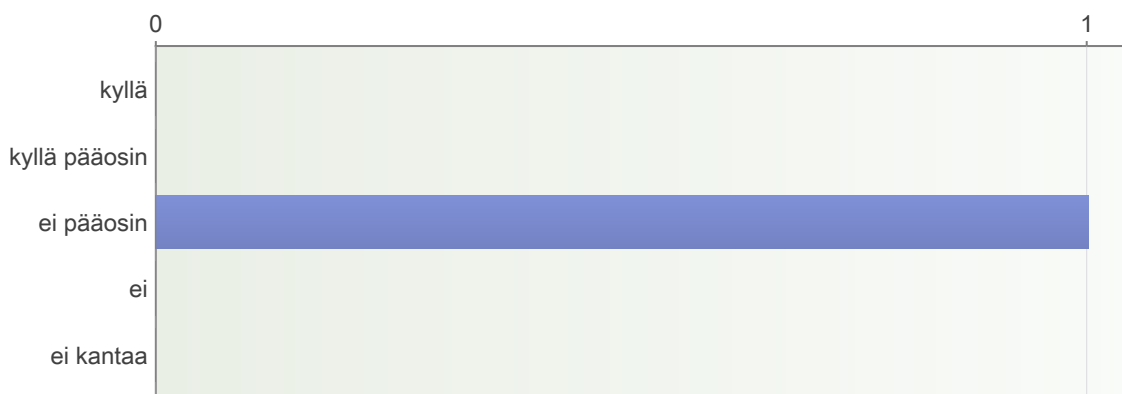 0 1
kyllä
kyllä pääosin
ei pääosin
ei
ei kantaa